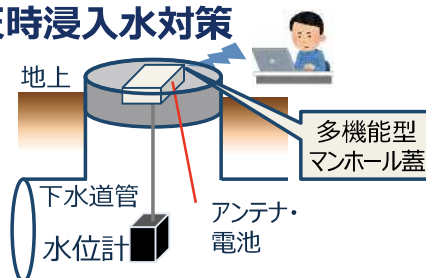 時浸入水対策
地上
多機能型
マンホール蓋
下水道管
アンテナ・
電池
水位計